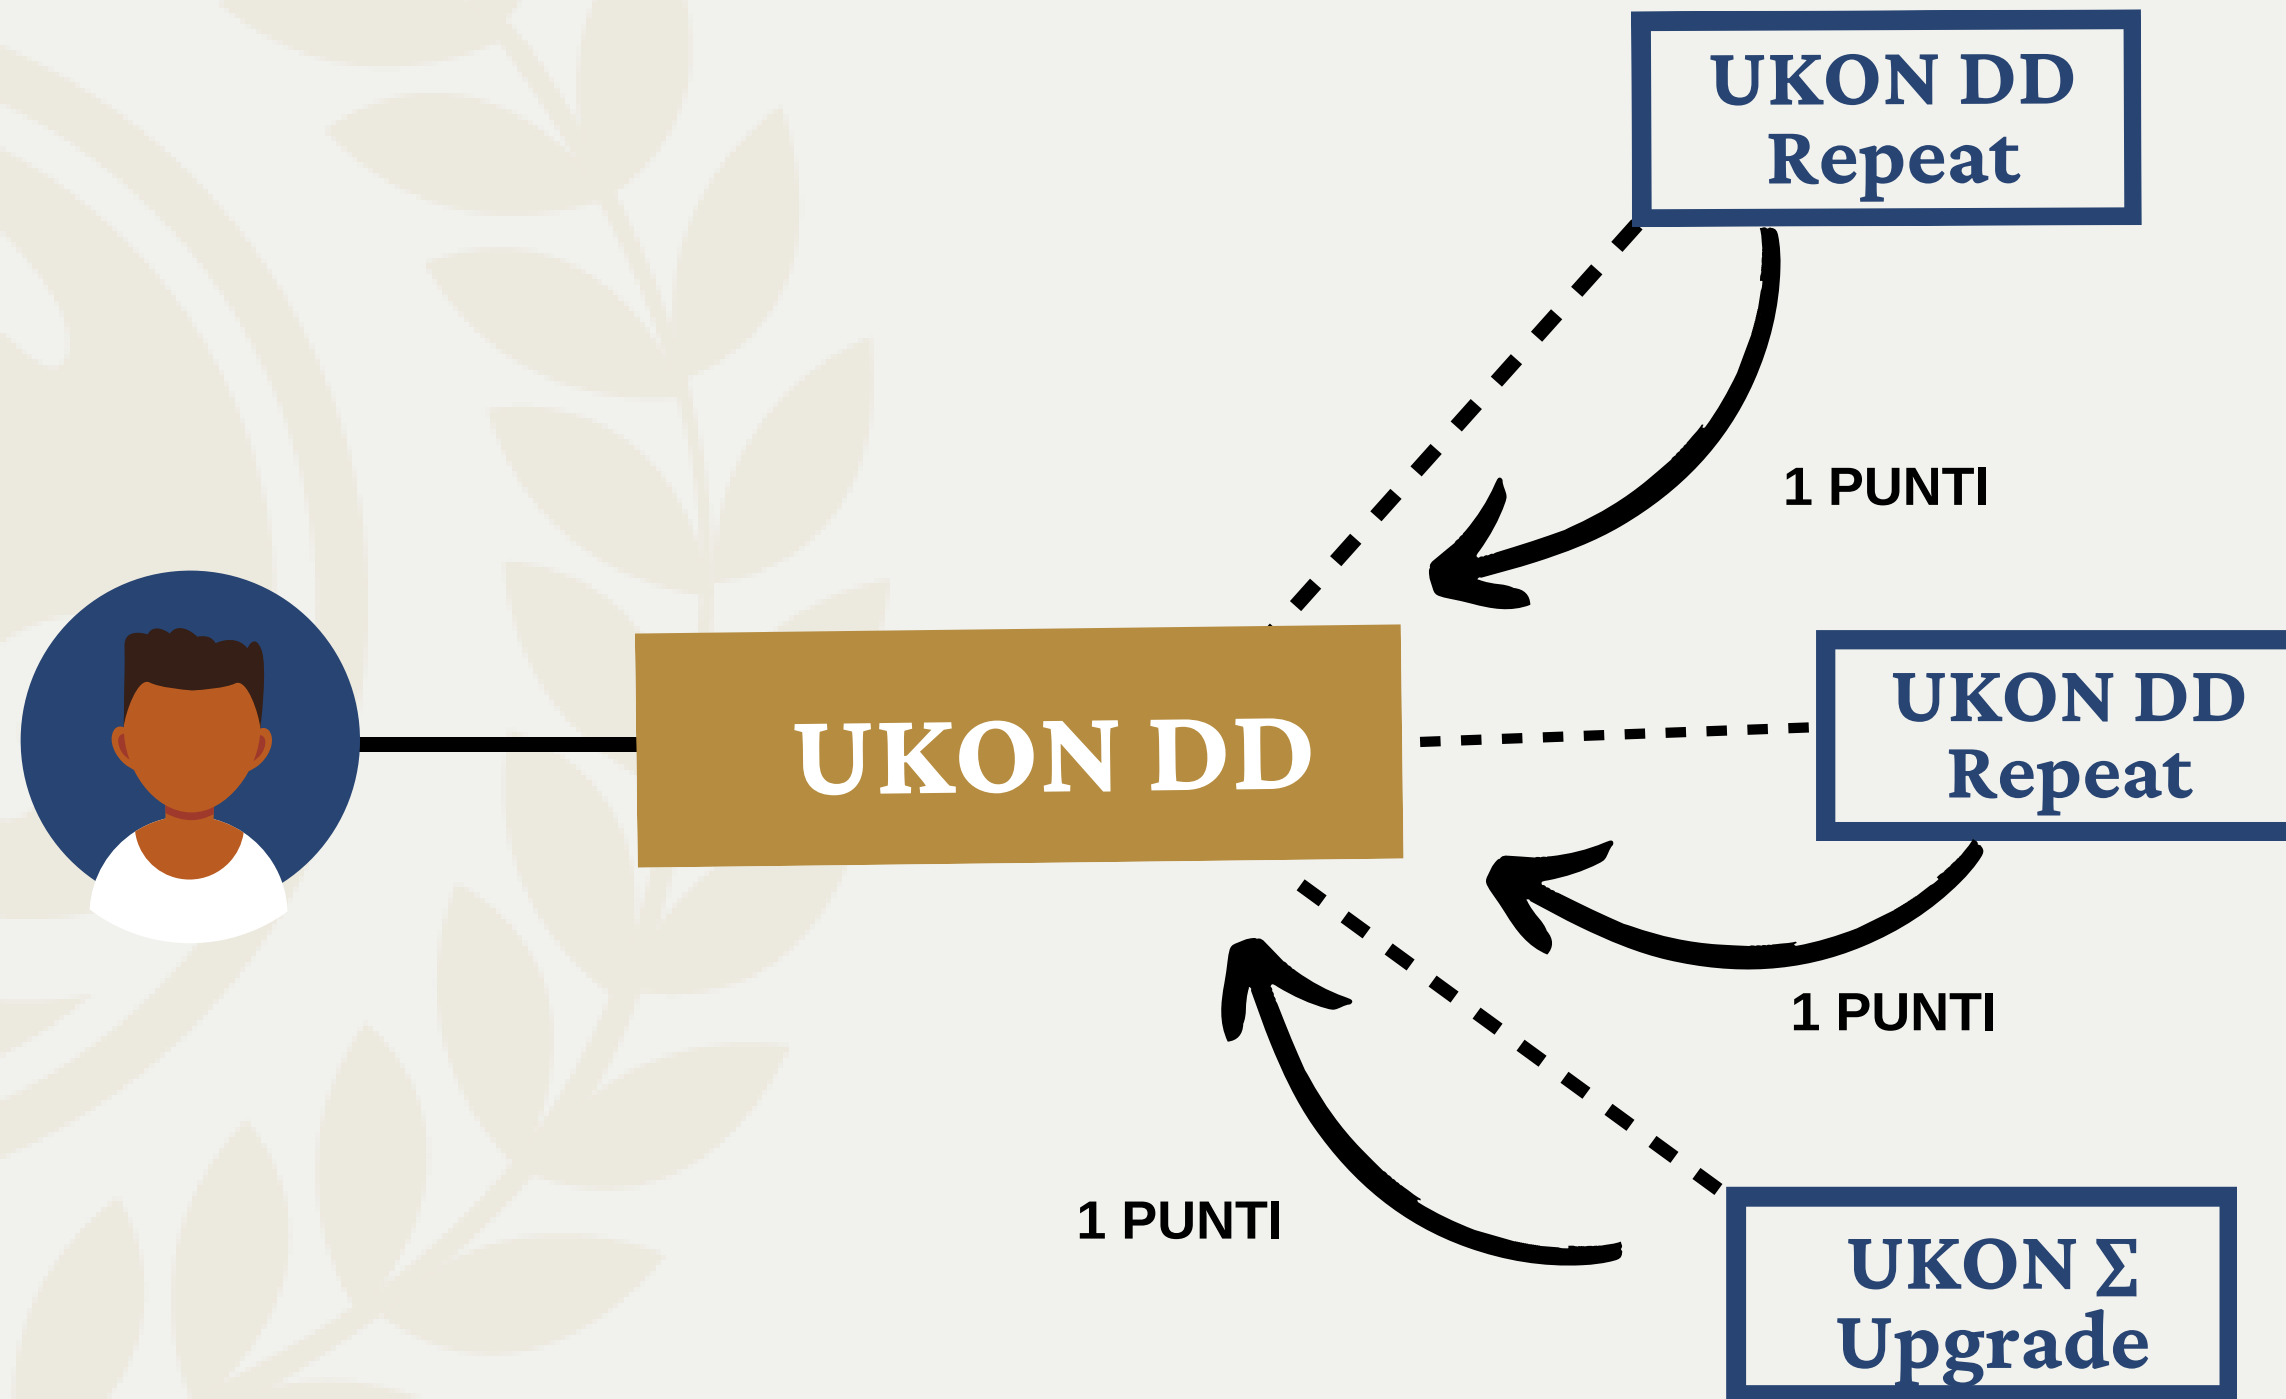 UKON DD
Repeat
1 PUNTI
UKON DD
UKON DD
Repeat
1 PUNTI
1 PUNTI
UKON Σ
Upgrade